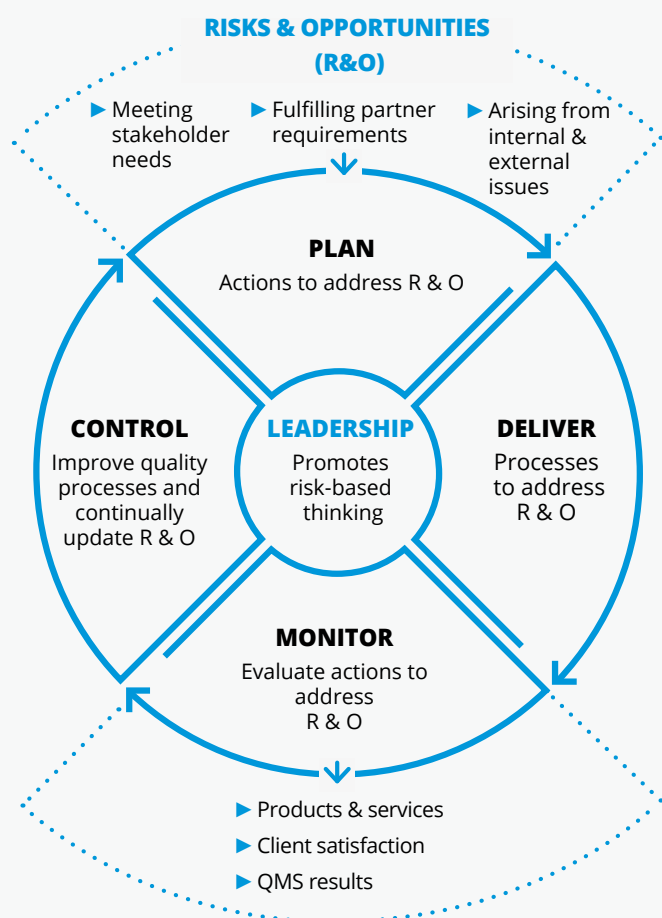 RISKS & OPPORTUNITIES
(R&O)
▶ Meeting
stakeholder
needs
▶ Fulfilling partner
requirements
▶ Arising from
internal &
external
issues
PLAN
Actions to address R & O
CONTROL
Improve quality
processes and
continually
update R & O
LEADERSHIP
Promotes
risk-based
thinking
DELIVER
Processes
to address
R & O
MONITOR
Evaluate actions to
address
R & O
▶ Products & services
▶ Client satisfaction
▶ QMS results